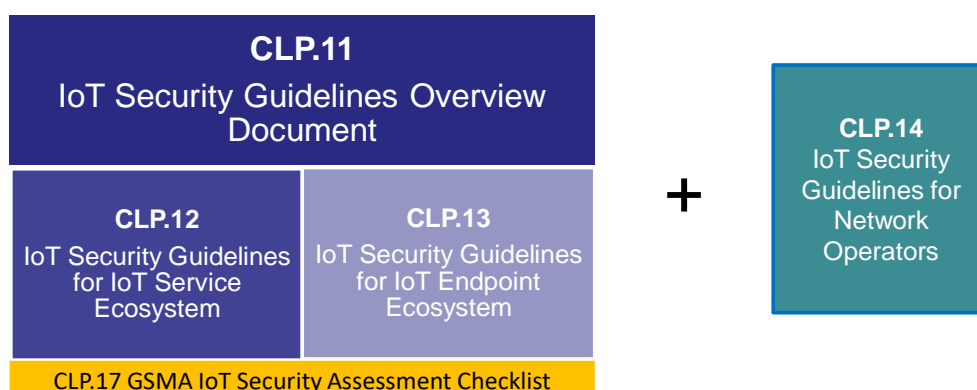 CLP.11
IoT Security Guidelines Overview
Document
CLP.12
IoT Security Guidelines
for IoT Service
Ecosystem
CLP.13
IoT Security Guidelines
for IoT Endpoint
Ecosystem
CLP.17 GSMA IoT Security Assessment Checklist
+
CLP.14
IoT Security
Guidelines for
Network
Operators